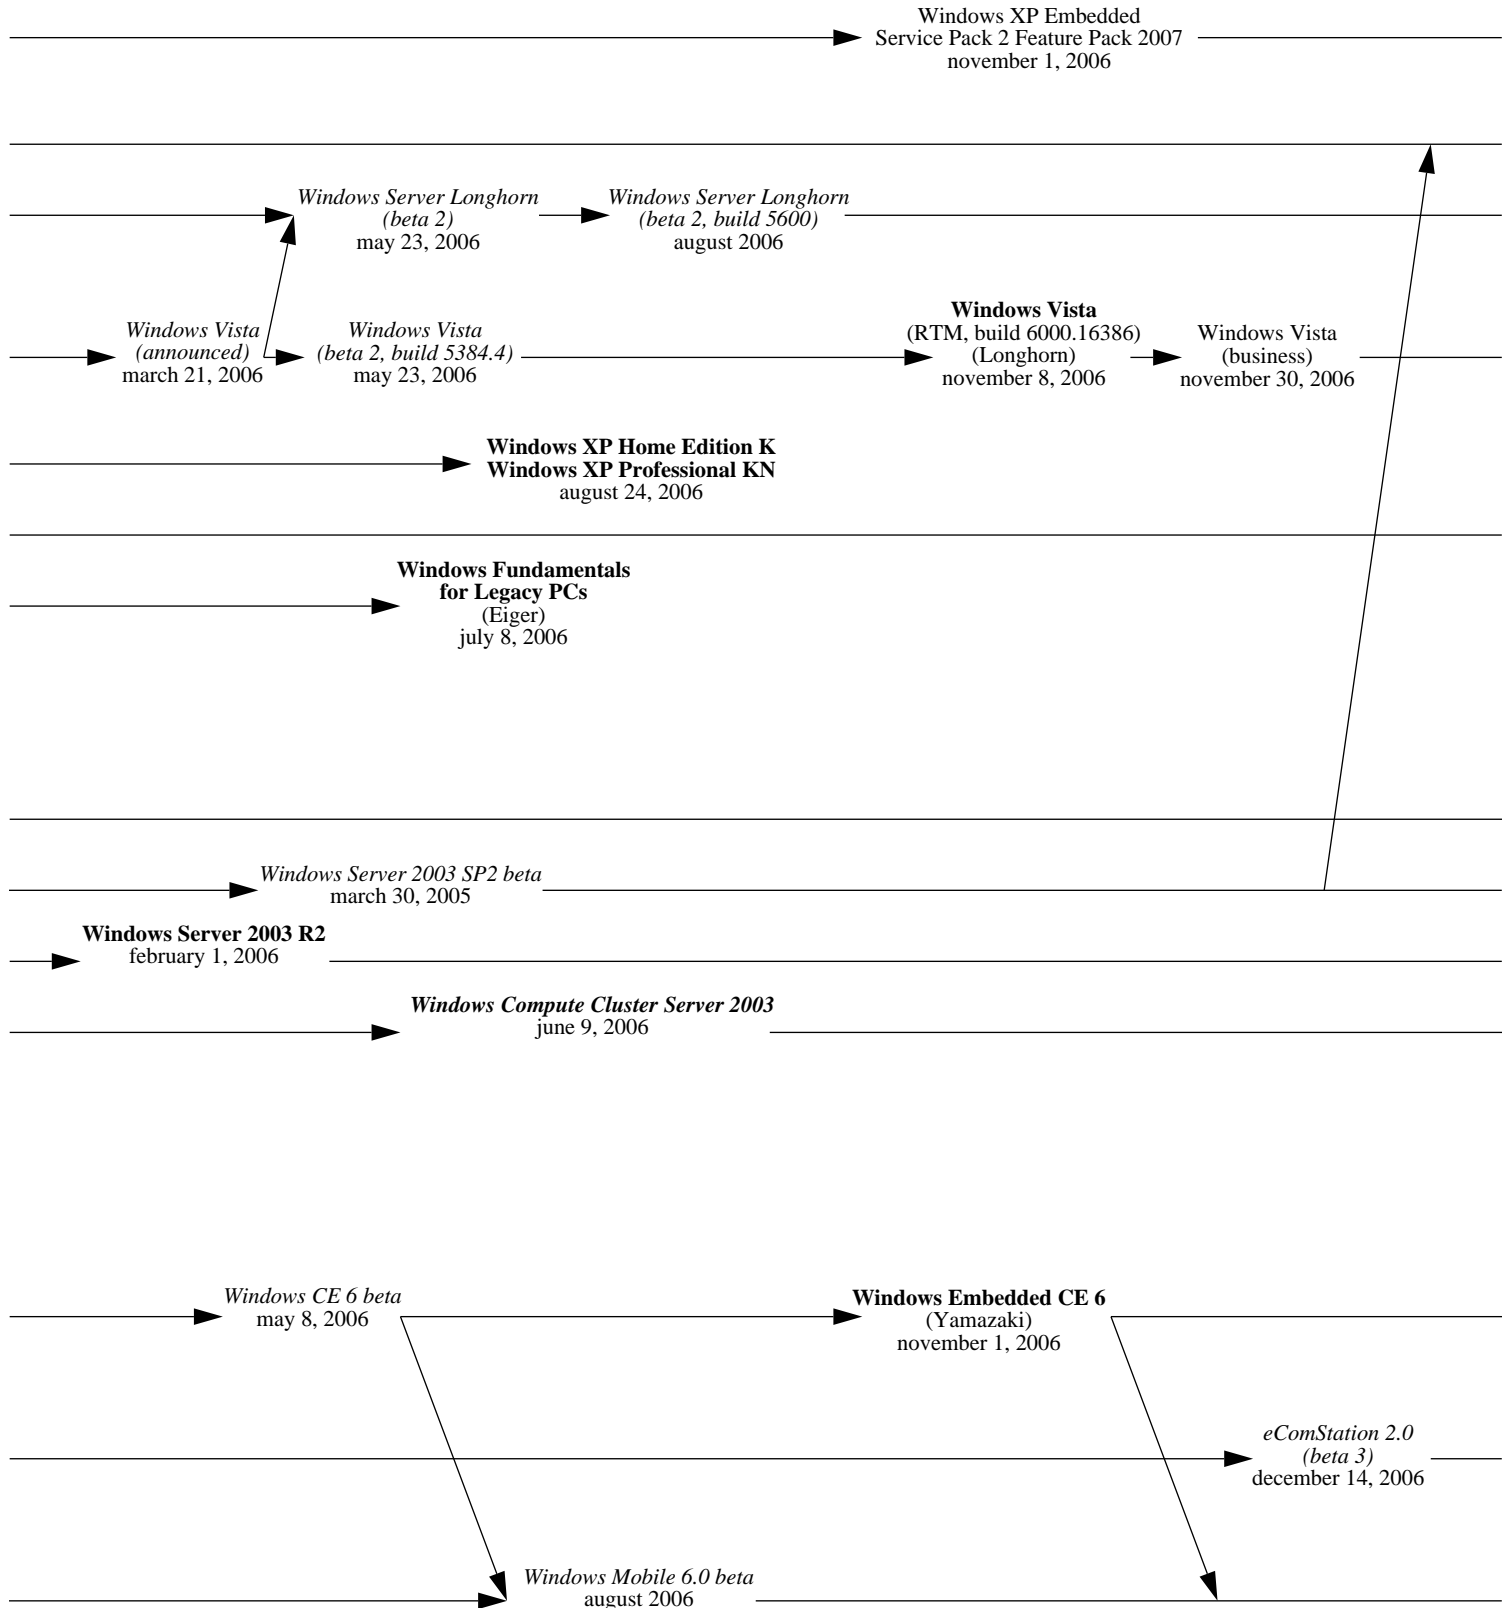 Windows XP Embedded
Service Pack 2 Feature Pack 2007
november 1, 2006
Windows Server Longhorn
(beta 2)
may 23, 2006
Windows Server Longhorn
(beta 2, build 5600)
august 2006
Windows Vista
(announced)
march 21, 2006
Windows Vista
(beta 2, build 5384.4)
may 23, 2006
Windows Vista
(RTM, build 6000.16386)
(Longhorn)
november 8, 2006
Windows Vista
(business)
november 30, 2006
Windows XP Home Edition K
Windows XP Professional KN
august 24, 2006
Windows Fundamentals
for Legacy PCs
(Eiger)
july 8, 2006
Windows Server 2003 SP2 beta
march 30, 2005
Windows Server 2003 R2
february 1, 2006
Windows Compute Cluster Server 2003
june 9, 2006
Windows CE 6 beta
may 8, 2006
Windows Embedded CE 6
(Yamazaki)
november 1, 2006
eComStation 2.0
(beta 3)
december 14, 2006
Windows Mobile 6.0 beta
august 2006